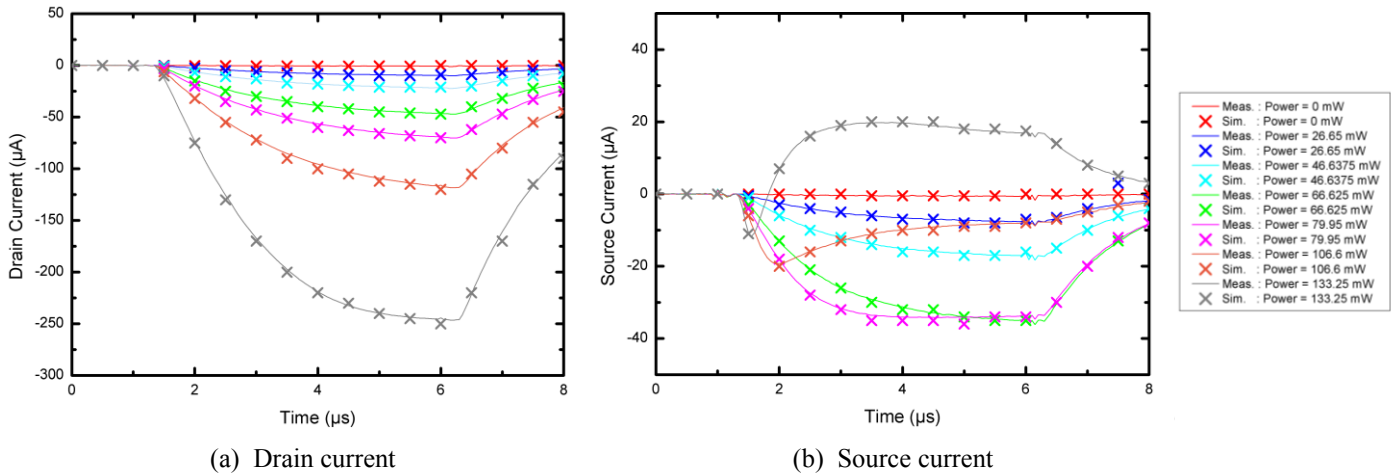 50
0
-50
-100
-150
-200
-250
-300
Drain Current (µA)
0
2
4
6
8
Time (µs)
(a) Drain current
40
20
0
-20
-40
Source Current (µA)
0
2
4
6
8
Time (µs)
(b) Source current
Meas. : Power = 0 mW
Sim. : Power = 0 mW
Meas. : Power = 26.65 mW
Sim. : Power = 26.65 mW
Meas. : Power = 46.6375 mW
Sim. : Power = 46.6375 mW
Meas. : Power = 66.625 mW
Sim. : Power = 66.625 mW
Meas. : Power = 79.95 mW
Sim. : Power = 79.95 mW
Meas. : Power = 106.6 mW
Sim. : Power = 106.6 mW
Meas. : Power = 133.25 mW
Sim. : Power = 133.25 mW